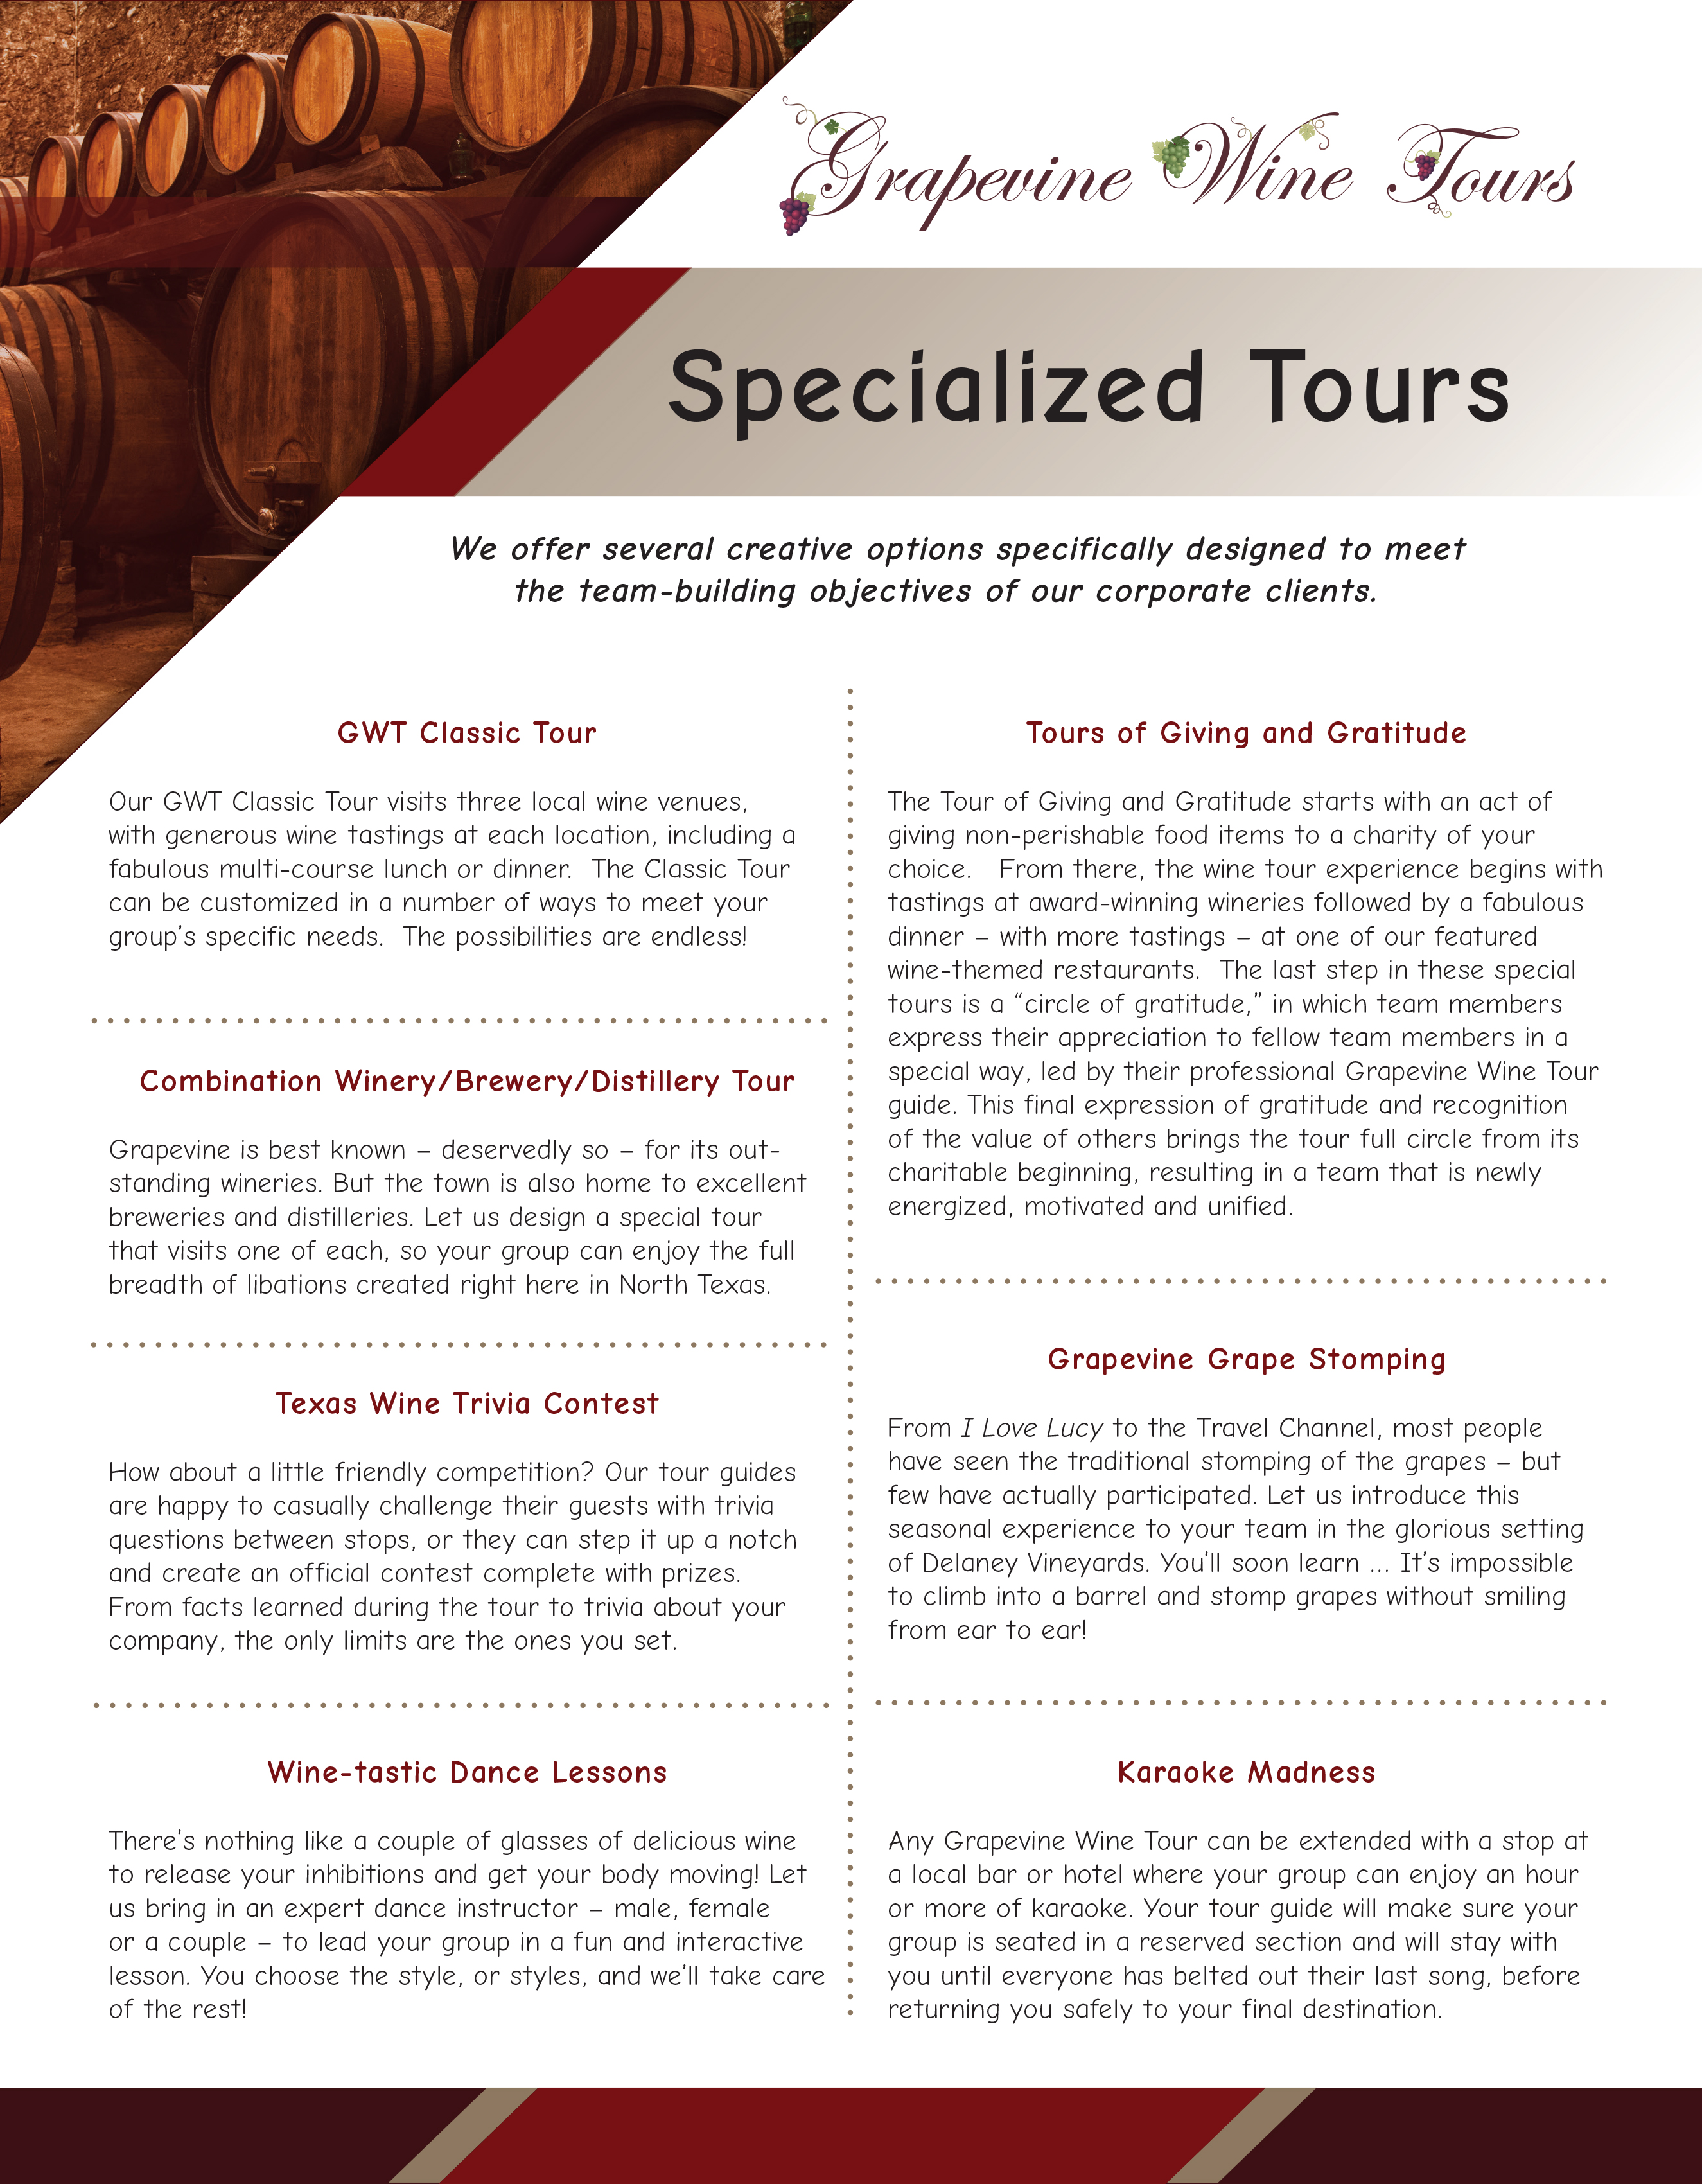 Grapevine Wine Tours
Specialized Tours
We offer several creative options specifically designed to meet
the team-building objectives of our corporate clients.
GWT Classic Tour
Our GWT Classic Tour visits three local wine venues,
with generous wine tastings at each location, including a
fabulous multi-course lunch or dinner.  The Classic Tour
can be customized in a number of ways to meet your
group's specific needs.  The possibilities are endless!
Combination Winery/Brewery/Distillery Tour
Grapevine is best known – deservedly so – for its out-
standing wineries. But the town is also home to excellent
breweries and distilleries. Let us design a special tour
that visits one of each, so your group can enjoy the full
breadth of libations created right here in North Texas.
Texas Wine Trivia Contest
How about a little friendly competition? Our tour guides
are happy to casually challenge their guests with trivia
questions between stops, or they can step it up a notch
and create an official contest complete with prizes.
From facts learned during the tour to trivia about your
company, the only limits are the ones you set.
Wine-tastic Dance Lessons
There's nothing like a couple of glasses of delicious wine
to release your inhibitions and get your body moving! Let
us bring in an expert dance instructor – male, female
or a couple – to lead your group in a fun and interactive
lesson. You choose the style, or styles, and we'll take care
of the rest!
Tours of Giving and Gratitude
The Tour of Giving and Gratitude starts with an act of
giving non-perishable food items to a charity of your
choice.   From there, the wine tour experience begins with
tastings at award-winning wineries followed by a fabulous
dinner – with more tastings – at one of our featured
wine-themed restaurants.  The last step in these special
tours is a “circle of gratitude,” in which team members
express their appreciation to fellow team members in a
special way, led by their professional Grapevine Wine Tour
guide. This final expression of gratitude and recognition
of the value of others brings the tour full circle from its
charitable beginning, resulting in a team that is newly
energized, motivated and unified.
Grapevine Grape Stomping
From I Love Lucy to the Travel Channel, most people
have seen the traditional stomping of the grapes – but
few have actually participated. Let us introduce this
seasonal experience to your team in the glorious setting
of Delaney Vineyards. You'll soon learn ... It's impossible
to climb into a barrel and stomp grapes without smiling
from ear to ear!
Karaoke Madness
Any Grapevine Wine Tour can be extended with a stop at
a local bar or hotel where your group can enjoy an hour
or more of karaoke. Your tour guide will make sure your
group is seated in a reserved section and will stay with
you until everyone has belted out their last song, before
returning you safely to your final destination.